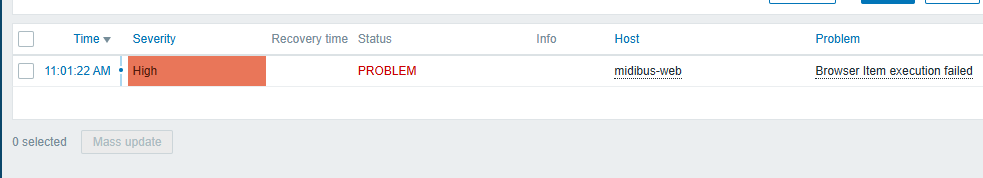 Time Severity Recovery time Status Info Host Problem
11:01:22 AM High PROBLEM midibus-web Browser Item execution failed
0 selected Mass update